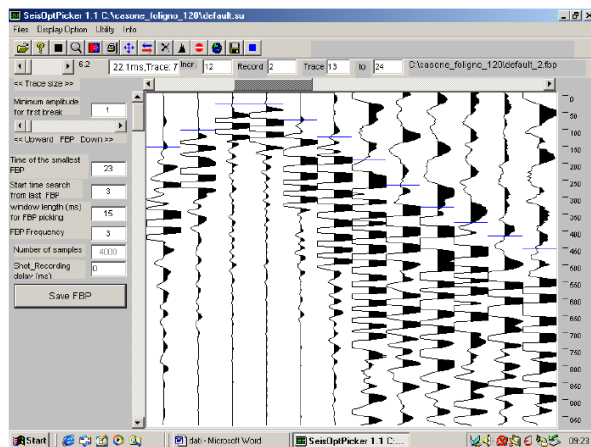 SeisOptPicker 1.1 C:\casone_foligno_120\default.su
Files Display Option Utility Info
6.2 22.1ms,Trace: 7 Incr. 12 Record 2 Trace 13 to 24 C:\casone_foligno_120\default_2.fbp
<< Trace size >>
Minimum amplitude
for first break 1
<< Upward FBP Down >>
Time of the smallest
FBP 23
Start time search
from last FBP 3
window length (ms)
for FBP picking 15
FBP Frequency 3
Number of samples 4000
Shot_Recording
delay (ms) 0
Save FBP
0
50
100
150
200
250
300
350
400
450
500
550
600
650
700
750
800
850
900
Start dati - Microsoft Word SeisOptPicker 1.1 C:... 09:23